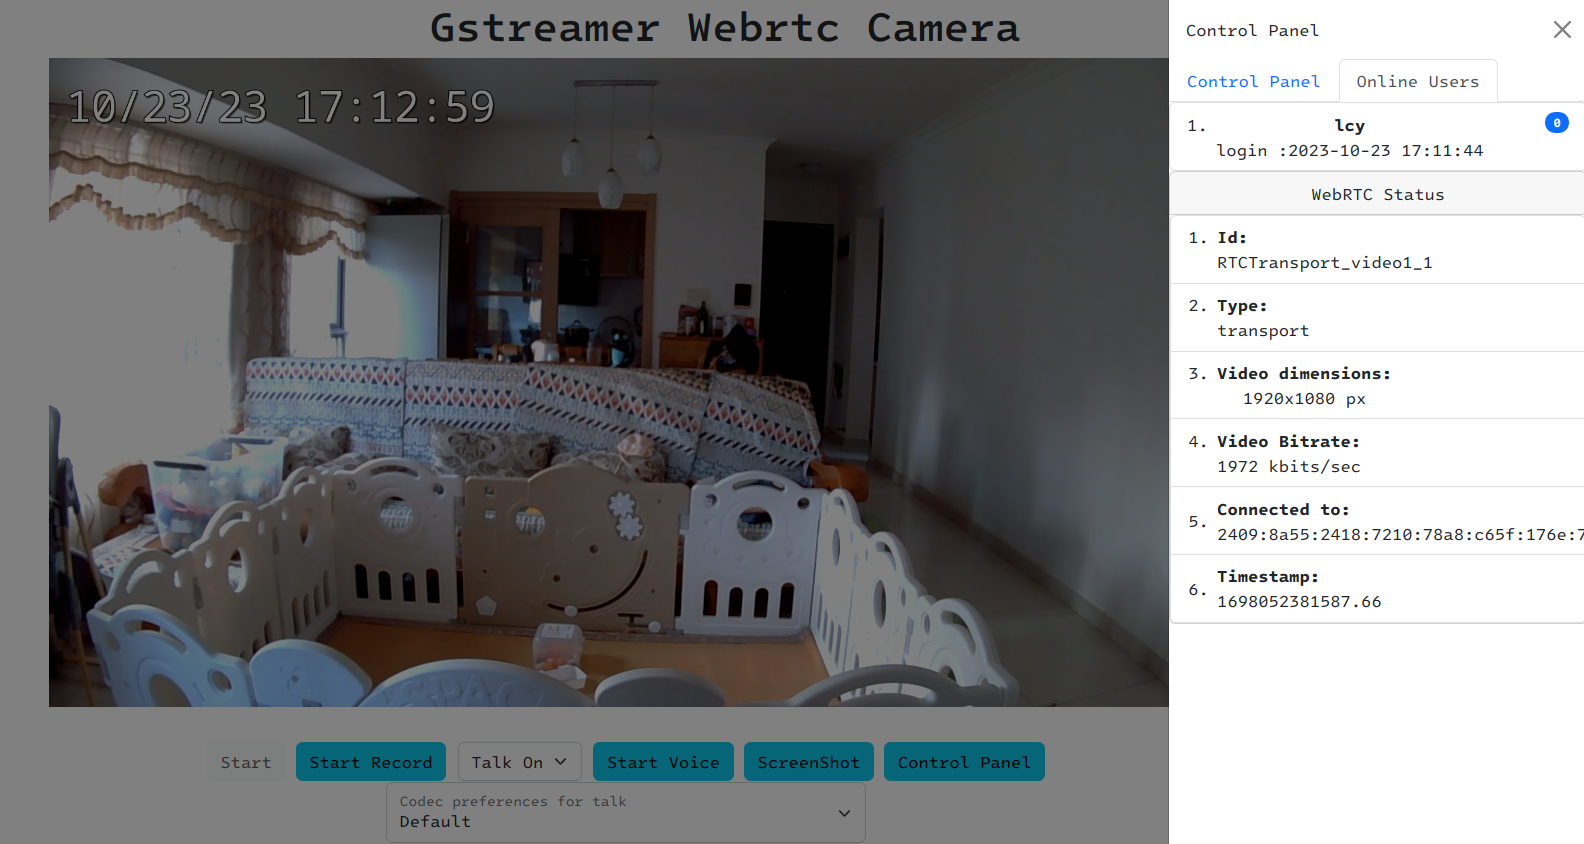 Gstreamer Webrtc Camera
10/23/23 17:12:59
Start
Start Record
Talk On
Start Voice
ScreenShot
Control Panel
Codec preferences for talk
Default
Control Panel
Control Panel
Online Users
1. lcy 0
login :2023-10-23 17:11:44
WebRTC Status
1. Id:
RTCTransport_video1_1
2. Type:
transport
3. Video dimensions:
1920x1080 px
4. Video Bitrate:
1972 kbits/sec
5. Connected to:
2409:8a55:2418:7210:78a8:c65f:176e:7
6. Timestamp:
1698052381587.66